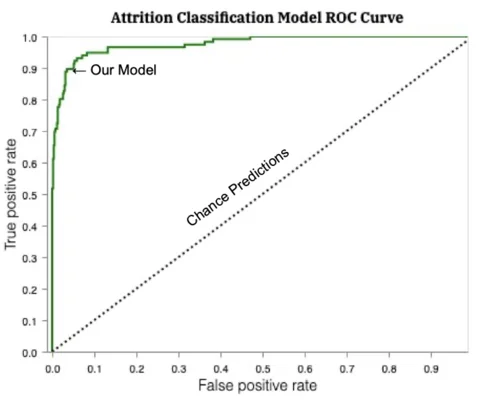 Attrition Classification Model ROC Curve
1.0
0.9
← Our Model
0.8
0.7
0.6
0.5
0.4
0.3
0.2
0.1
0.0
True positive rate
Chance Predictions
0.0 0.1 0.2 0.3 0.4 0.5 0.6 0.7 0.8 0.9
False positive rate